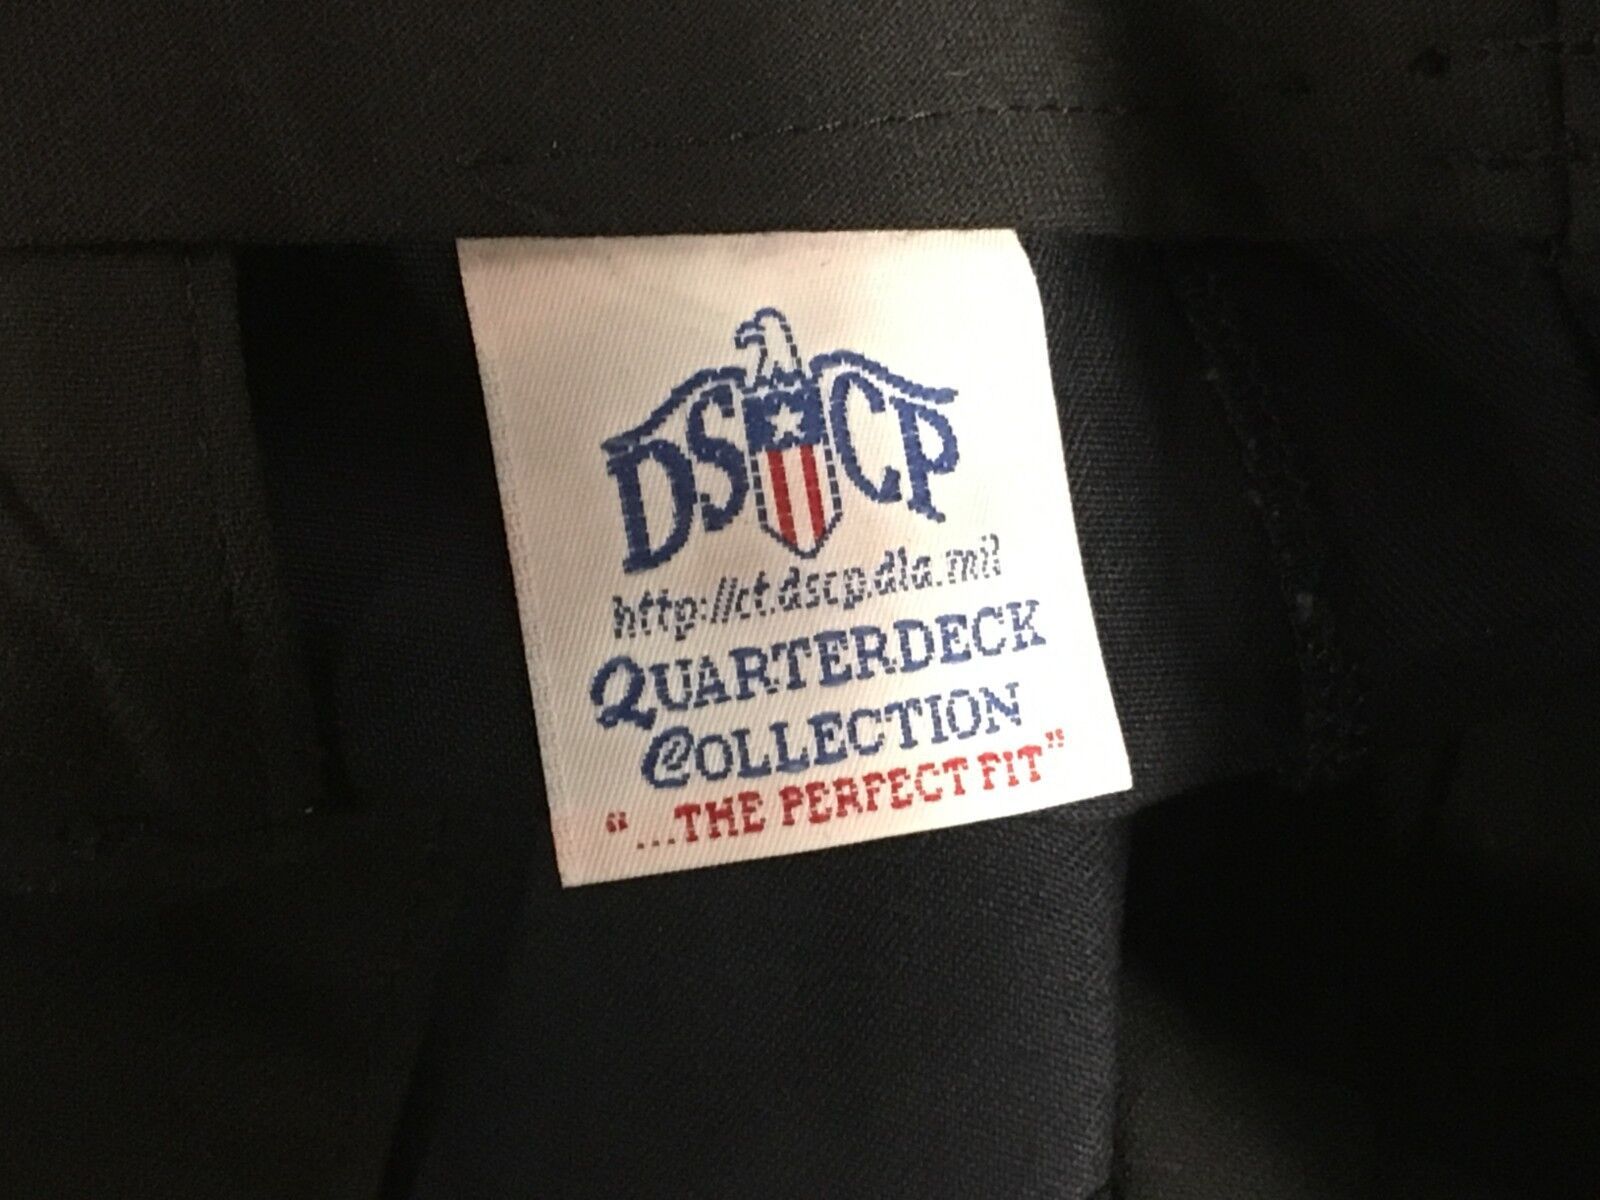 DSCP
http://ct.dscp.dla.mil
QUARTERDECK
COLLECTION
"...THE PERFECT FIT"